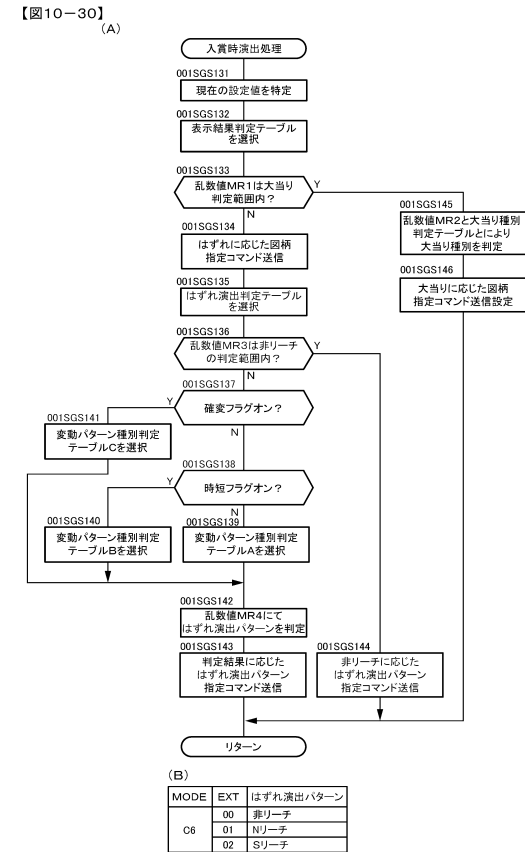 【図10-30】
(A)
入賞時演出処理
001SGS131
現在の設定値を特定
001SGS132
表示結果判定テーブル
を選択
001SGS133
乱数値MR1は大当り
判定範囲内?
Y
N
001SGS134
はずれに応じた図柄
指定コマンド送信
001SGS145
乱数値MR2と大当り種別
判定テーブルとにより
大当り種別を判定
001SGS146
大当りに応じた図柄
指定コマンド送信設定
001SGS135
はずれ演出判定テーブル
を選択
001SGS136
乱数値MR3は非リーチ
の判定範囲内?
Y
N
001SGS137
確変フラグオン?
Y
N
001SGS141
変動パターン種別判定
テーブルCを選択
001SGS138
時短フラグオン?
Y
N
001SGS140
変動パターン種別判定
テーブルBを選択
001SGS139
変動パターン種別判定
テーブルAを選択
001SGS142
乱数値MR4にて
はずれ演出パターンを判定
001SGS143
判定結果に応じた
はずれ演出パターン
指定コマンド送信
001SGS144
非リーチに応じた
はずれ演出パターン
指定コマンド送信
リターン
(B)
MODE EXT はずれ演出パターン
C6 00 非リーチ
01 Nリーチ
02 Sリーチ